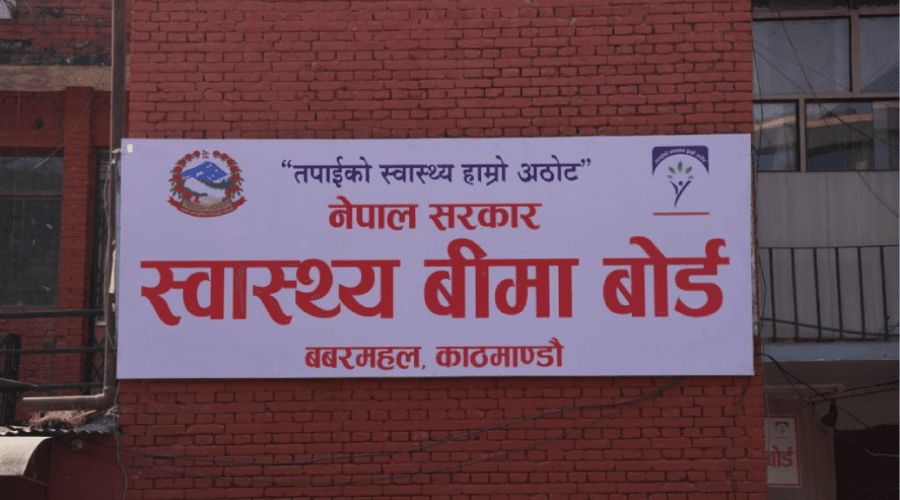 “तपाईको स्वास्थ्य हाम्रो अठोट”
नेपाल सरकार
स्वास्थ्य बीमा बोर्ड
बबरमहल, काठमाण्डौ
बोर्ड